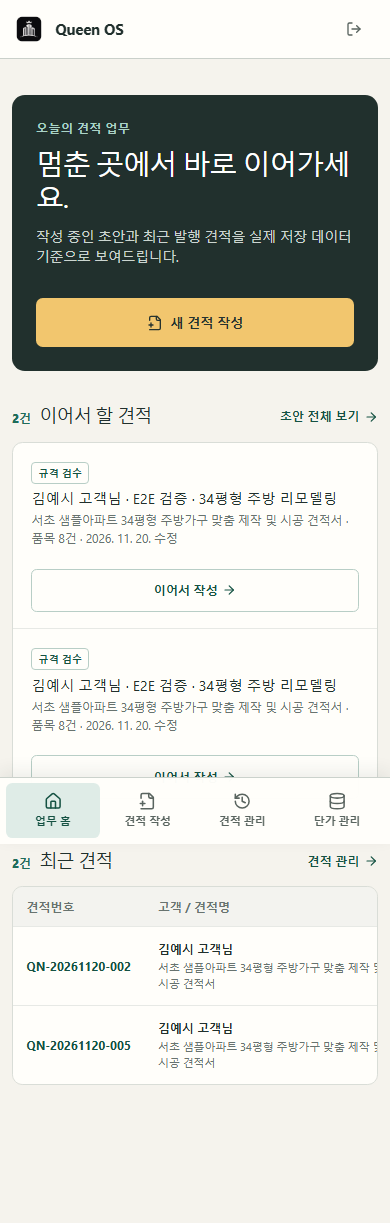 Queen OS
오늘의 견적 업무
멈춘 곳에서 바로 이어가세
요.
작성 중인 초안과 최근 발행 견적을 실제 저장 데이터
기준으로 보여드립니다.
새 견적 작성
2건 이어서 할 견적
초안 전체 보기 →
규격 검수
김예시 고객님 · E2E 검증 · 34평형 주방 리모델링
서초 샘플아파트 34평형 주방가구 맞춤 제작 및 시공 견적서 ·
품목 8건 · 2026. 11. 20. 수정
이어서 작성 →
규격 검수
김예시 고객님 · E2E 검증 · 34평형 주방 리모델링
서초 샘플아파트 34평형 주방가구 맞춤 제작 및 시공 견적서 ·
품목 8건 · 2026. 11. 20. 수정
이어서 작성 →
업무 홈
견적 작성
견적 관리
단가 관리
2건 최근 견적
견적 관리 →
견적번호
고객 / 견적명
QN-20261120-002
김예시 고객님
서초 샘플아파트 34평형 주방가구 맞춤 제작
시공 견적서
QN-20261120-005
김예시 고객님
서초 샘플아파트 34평형 주방가구 맞춤 제작
시공 견적서